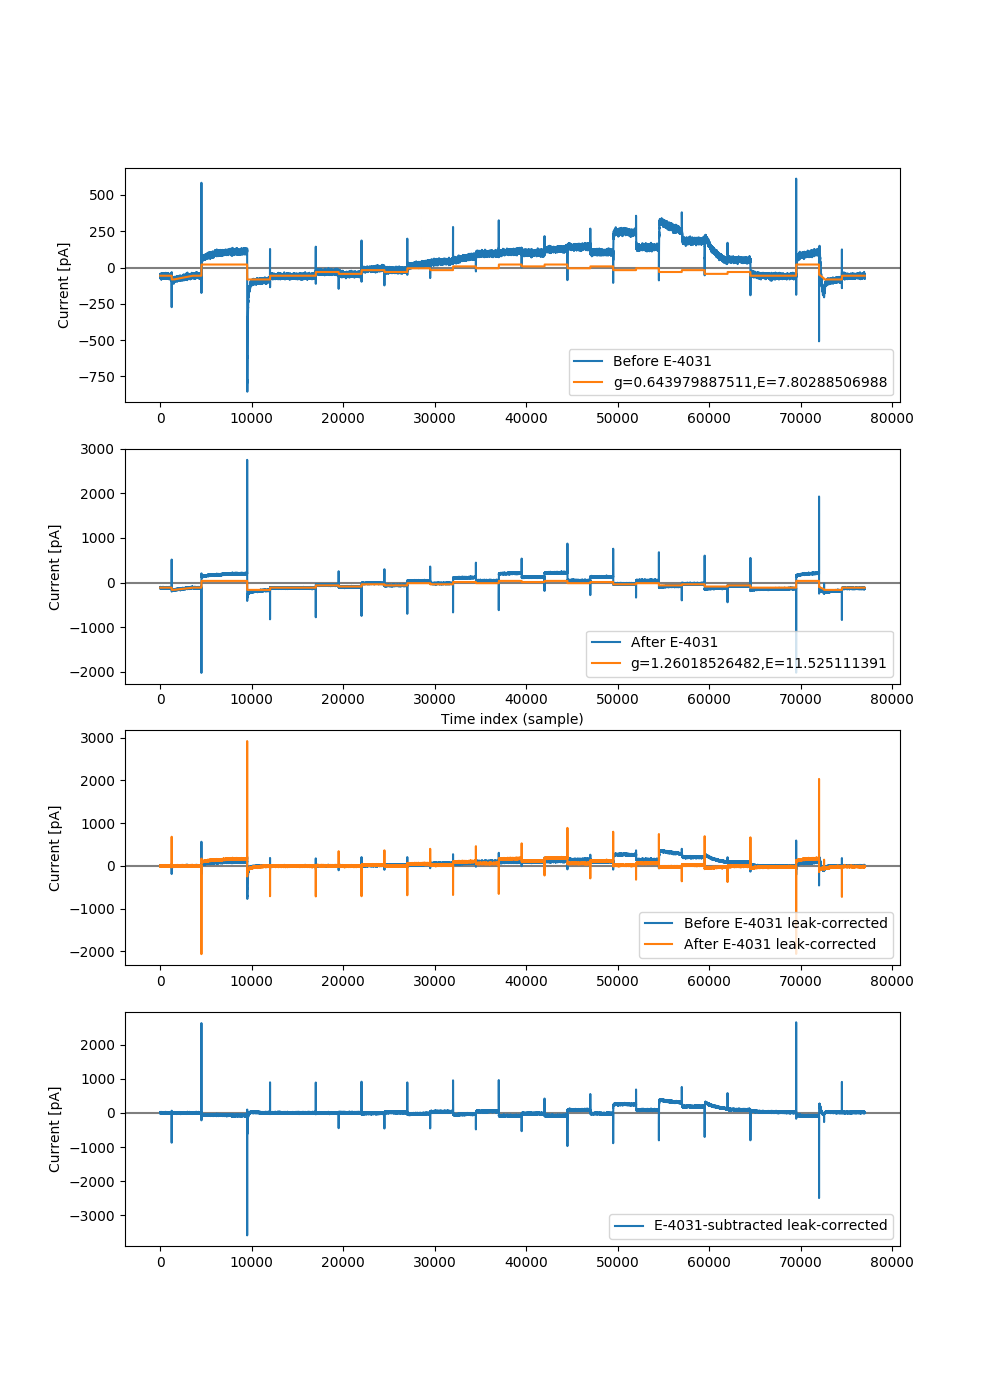 500
250
0
−250
−500
−750
Current [pA]
Before E-4031
g=0.643979887511,E=7.80288506988
0 10000 20000 30000 40000 50000 60000 70000 80000
3000
2000
1000
0
−1000
−2000
Current [pA]
After E-4031
g=1.26018526482,E=11.525111391
0 10000 20000 30000 40000 50000 60000 70000 80000
Time index (sample)
3000
2000
1000
0
−1000
−2000
Current [pA]
Before E-4031 leak-corrected
After E-4031 leak-corrected
0 10000 20000 30000 40000 50000 60000 70000 80000
2000
1000
0
−1000
−2000
−3000
Current [pA]
E-4031-subtracted leak-corrected
0 10000 20000 30000 40000 50000 60000 70000 80000